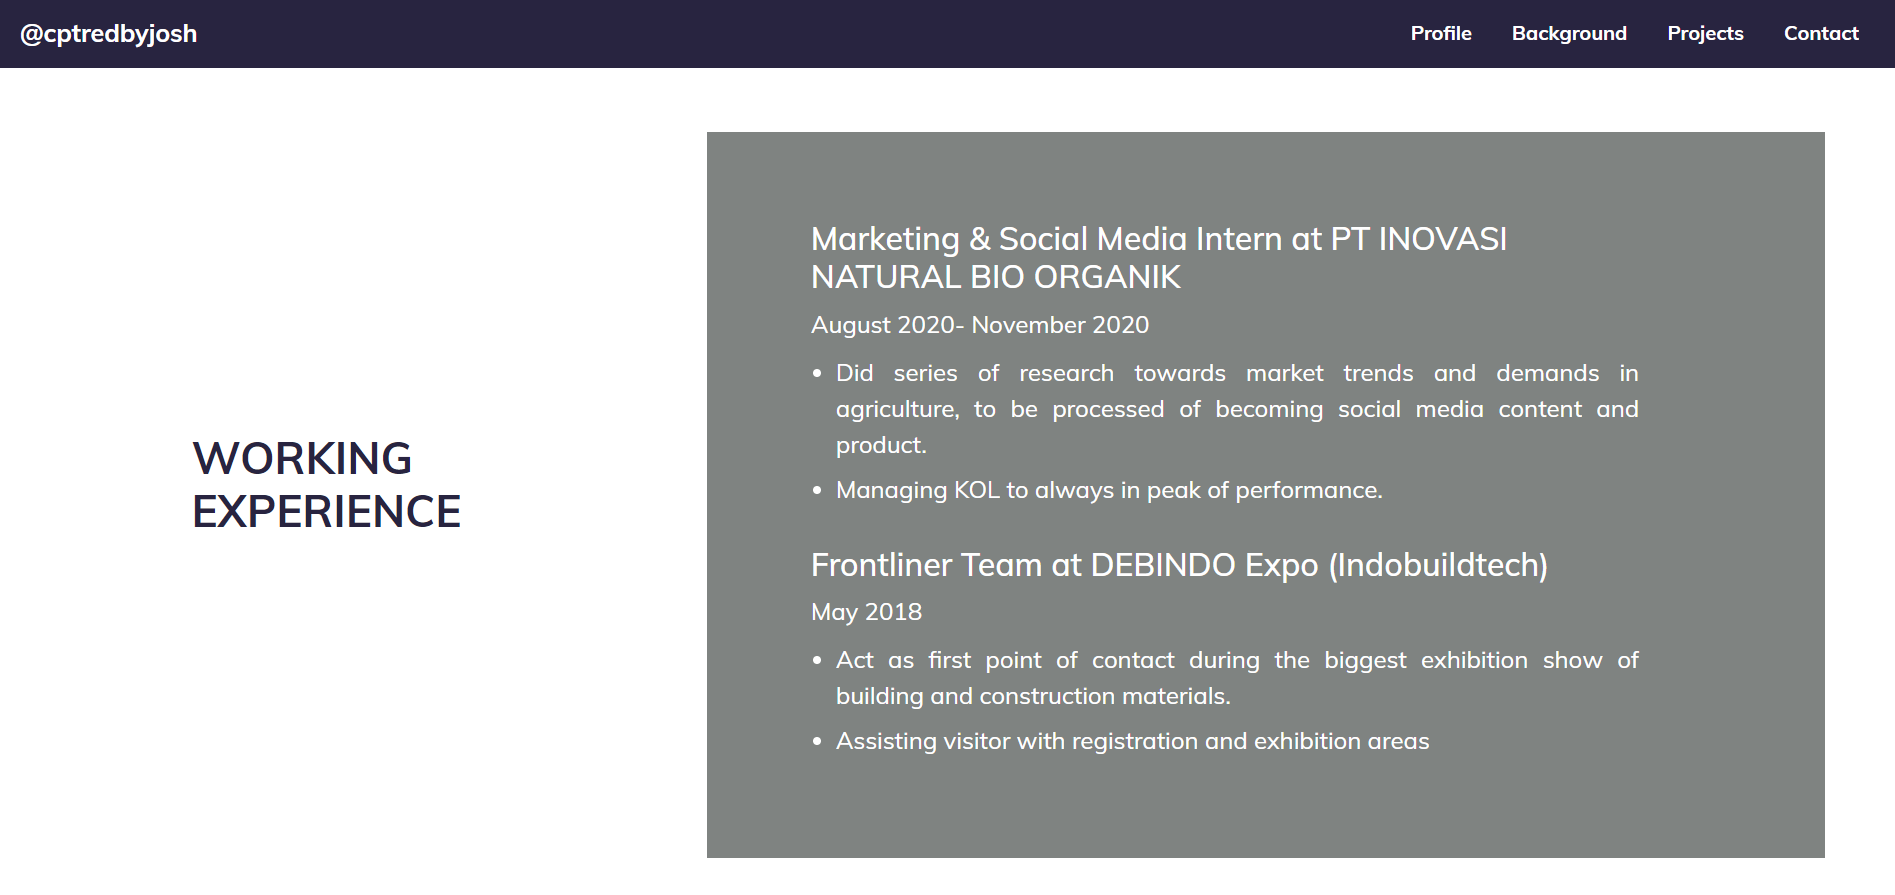 @cptredbyjosh
Profile Background Projects Contact
WORKING
EXPERIENCE
Marketing & Social Media Intern at PT INOVASI
NATURAL BIO ORGANIK
August 2020- November 2020
• Did series of research towards market trends and demands in
agriculture, to be processed of becoming social media content and
product.
• Managing KOL to always in peak of performance.
Frontliner Team at DEBINDO Expo (Indobuildtech)
May 2018
• Act as first point of contact during the biggest exhibition show of
building and construction materials.
• Assisting visitor with registration and exhibition areas